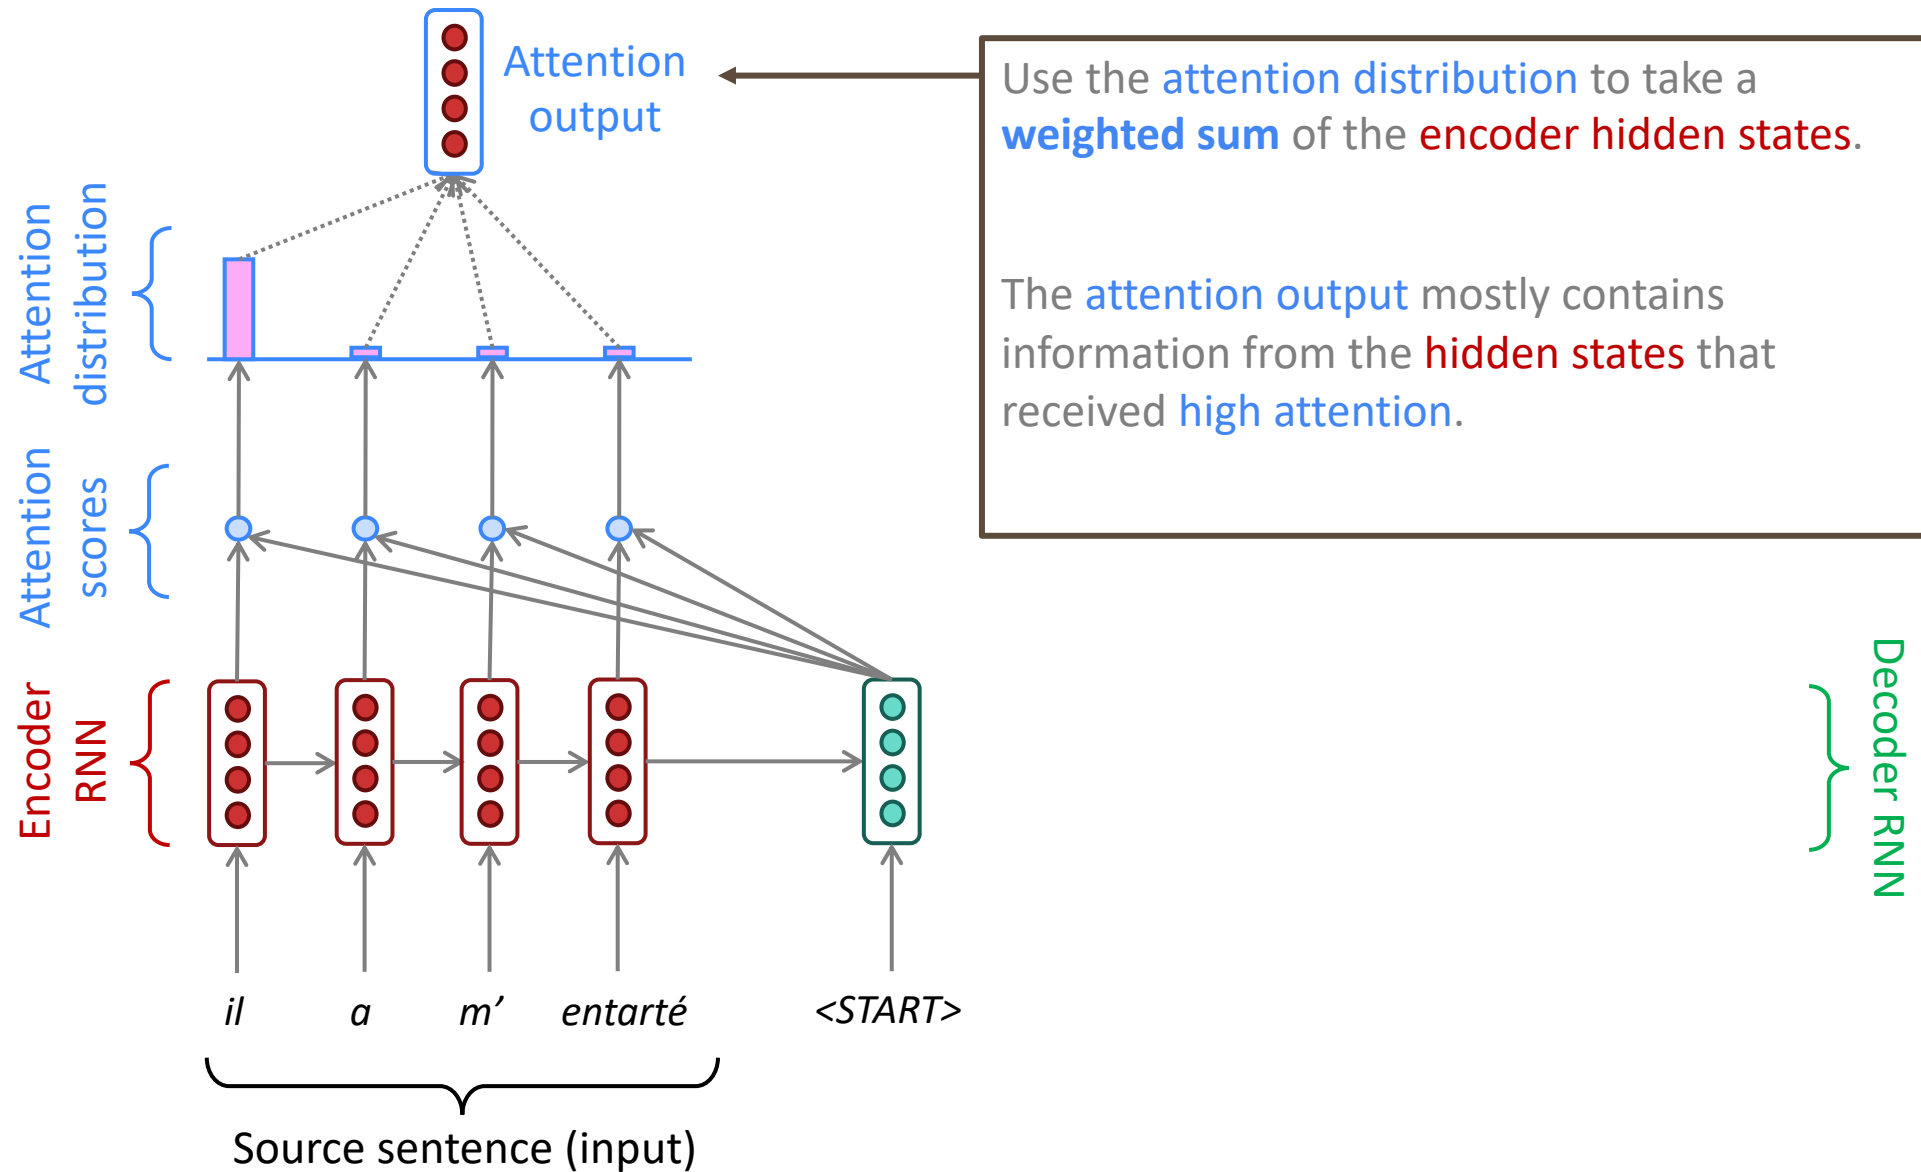 Attention
output
Use the attention distribution to take a
weighted sum of the encoder hidden states.
The attention output mostly contains
information from the hidden states that
received high attention.
Attention
distribution
Attention
scores
Encoder
RNN
Decoder RNN
il a m’ entarté <START>
Source sentence (input)